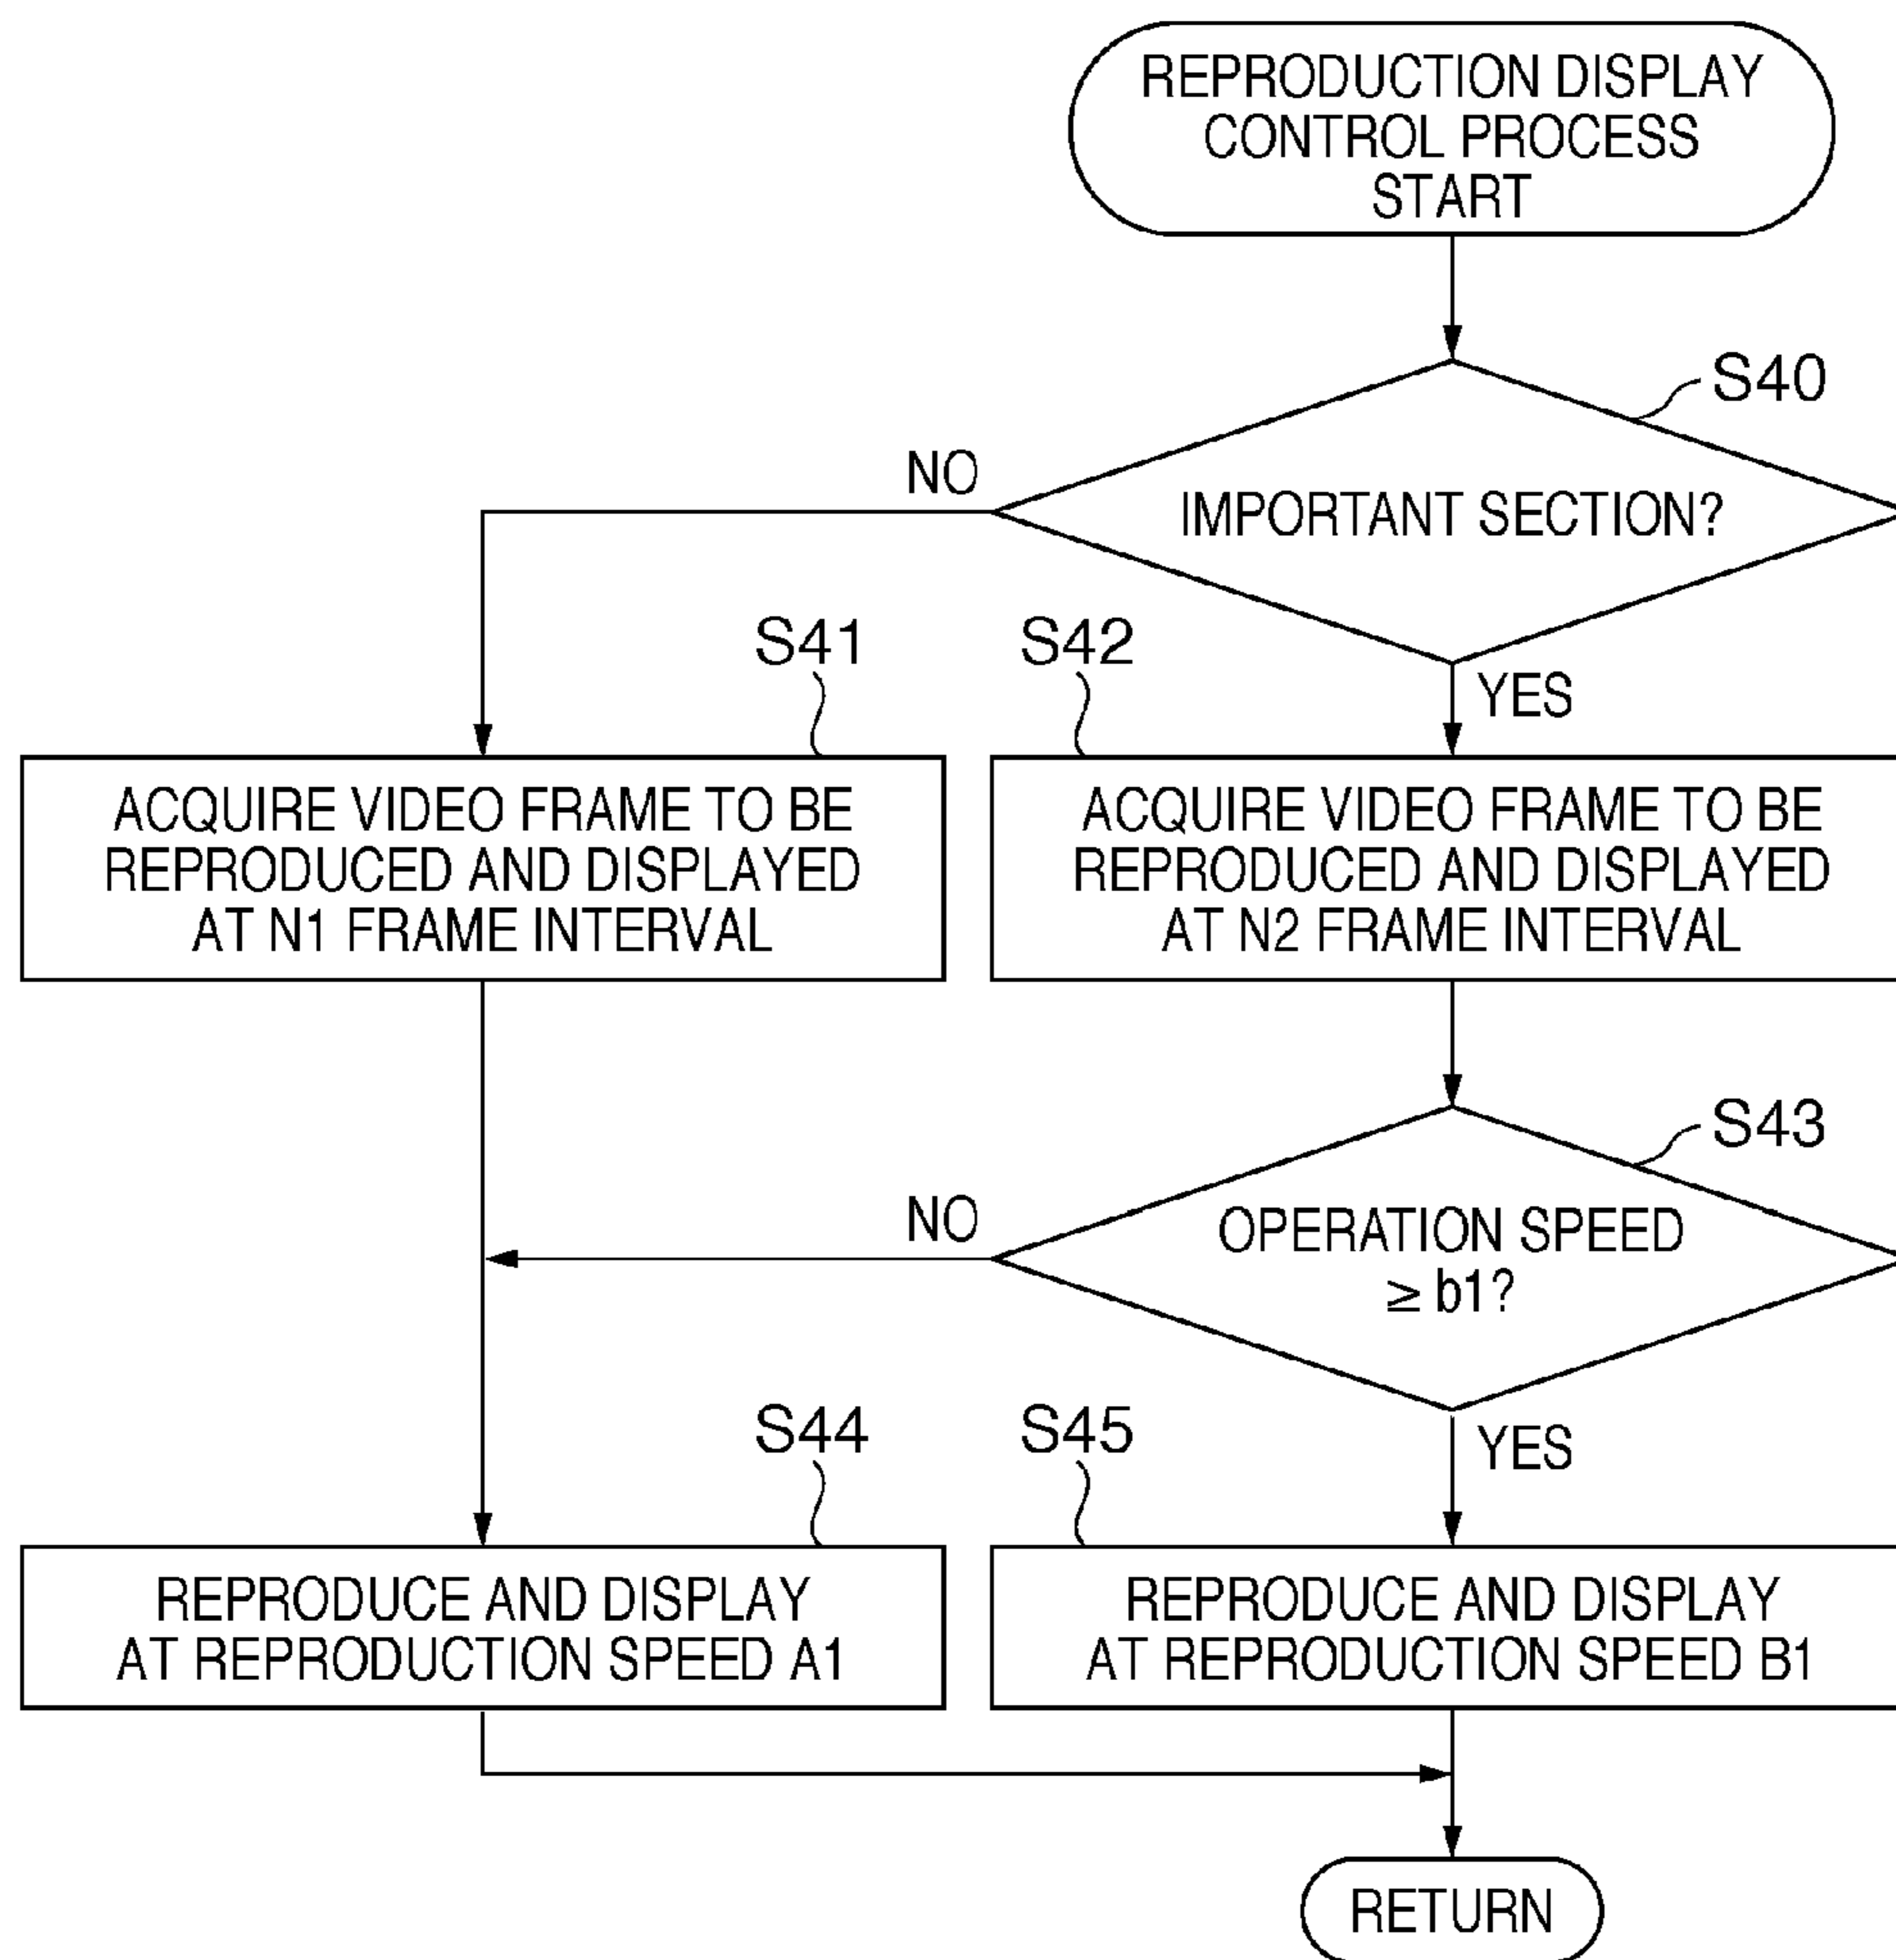 REPRODUCTION DISPLAY
CONTROL PROCESS
START
S40
NO
IMPORTANT SECTION?
YES
S41
ACQUIRE VIDEO FRAME TO BE
REPRODUCED AND DISPLAYED
AT N1 FRAME INTERVAL
S42
ACQUIRE VIDEO FRAME TO BE
REPRODUCED AND DISPLAYED
AT N2 FRAME INTERVAL
S43
NO
OPERATION SPEED
≥ b1?
YES
S44
REPRODUCE AND DISPLAY
AT REPRODUCTION SPEED A1
S45
REPRODUCE AND DISPLAY
AT REPRODUCTION SPEED B1
RETURN